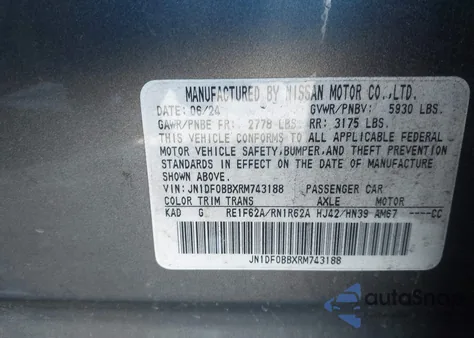 MANUFACTURED BY NISSAN MOTOR CO.,LTD.
DATE: 06/24 GVWR/PNBV: 5930 LBS.
GAWR/PNBE FR: 2778 LBS. RR: 3175 LBS.
THIS VEHICLE CONFORMS TO ALL APPLICABLE FEDERAL
MOTOR VEHICLE SAFETY,BUMPER,AND THEFT PREVENTION
STANDARDS IN EFFECT ON THE DATE OF MANUFACTURE
SHOWN ABOVE.
VIN: JN1DF0BBXRM743188 PASSENGER CAR
COLOR TRIM TRANS AXLE MOTOR
KAD G RE1F62A/RN1R62A HJ42/HN39 AM67 ----CC
JN1DF0BBXRM743188